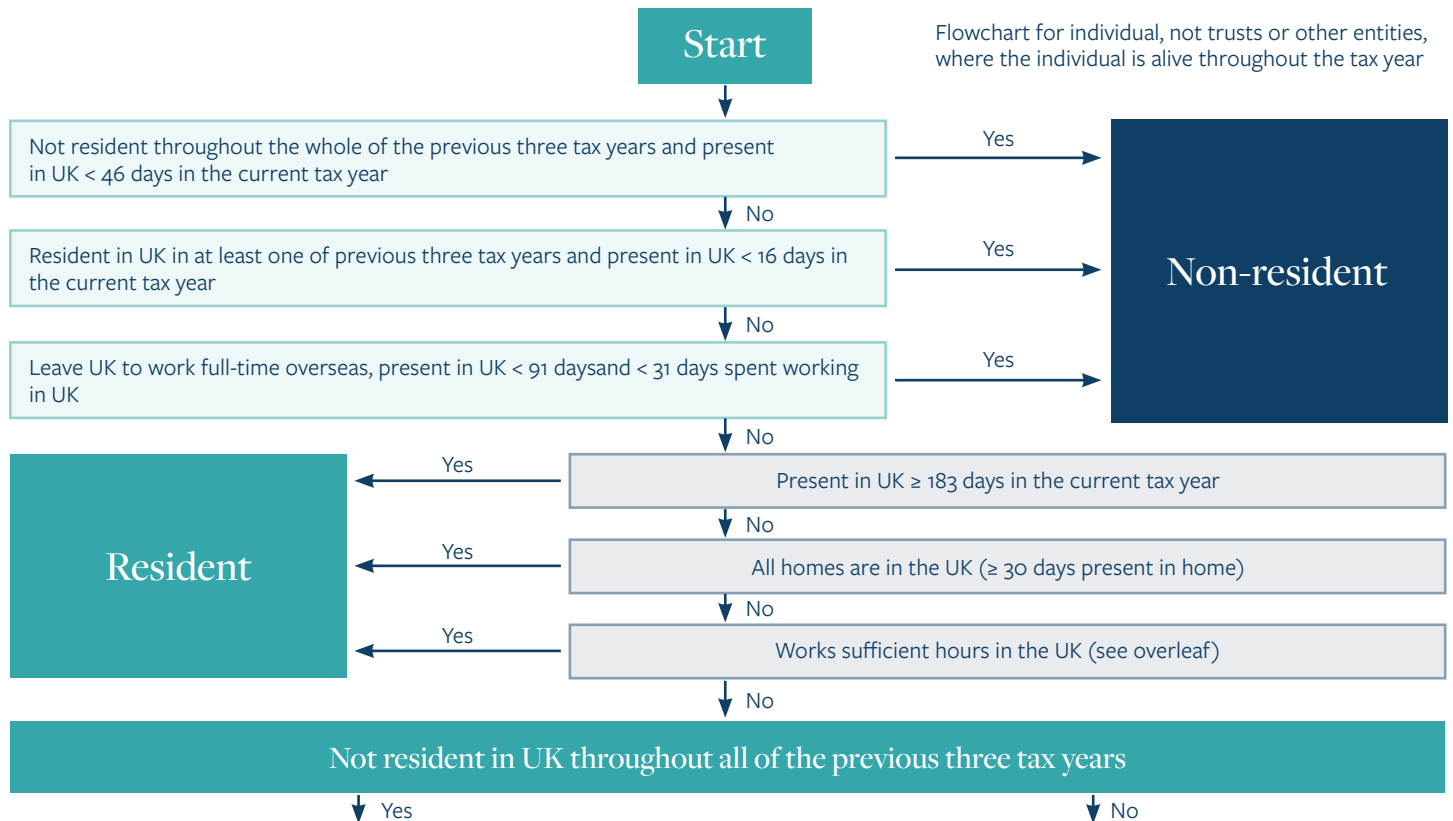 Start
Flowchart for individual, not trusts or other entities,
where the individual is alive throughout the tax year
Not resident throughout the whole of the previous three tax years and present
in UK < 46 days in the current tax year
Yes
Non-resident
No
Resident in UK in at least one of previous three tax years and present in UK < 16 days in
the current tax year
Yes
No
Leave UK to work full-time overseas, present in UK < 91 daysand < 31 days spent working
in UK
Yes
No
Resident
Yes
Present in UK ≥ 183 days in the current tax year
No
Yes
All homes are in the UK (≥ 30 days present in home)
No
Yes
Works sufficient hours in the UK (see overleaf)
No
Not resident in UK throughout all of the previous three tax years
Yes
No